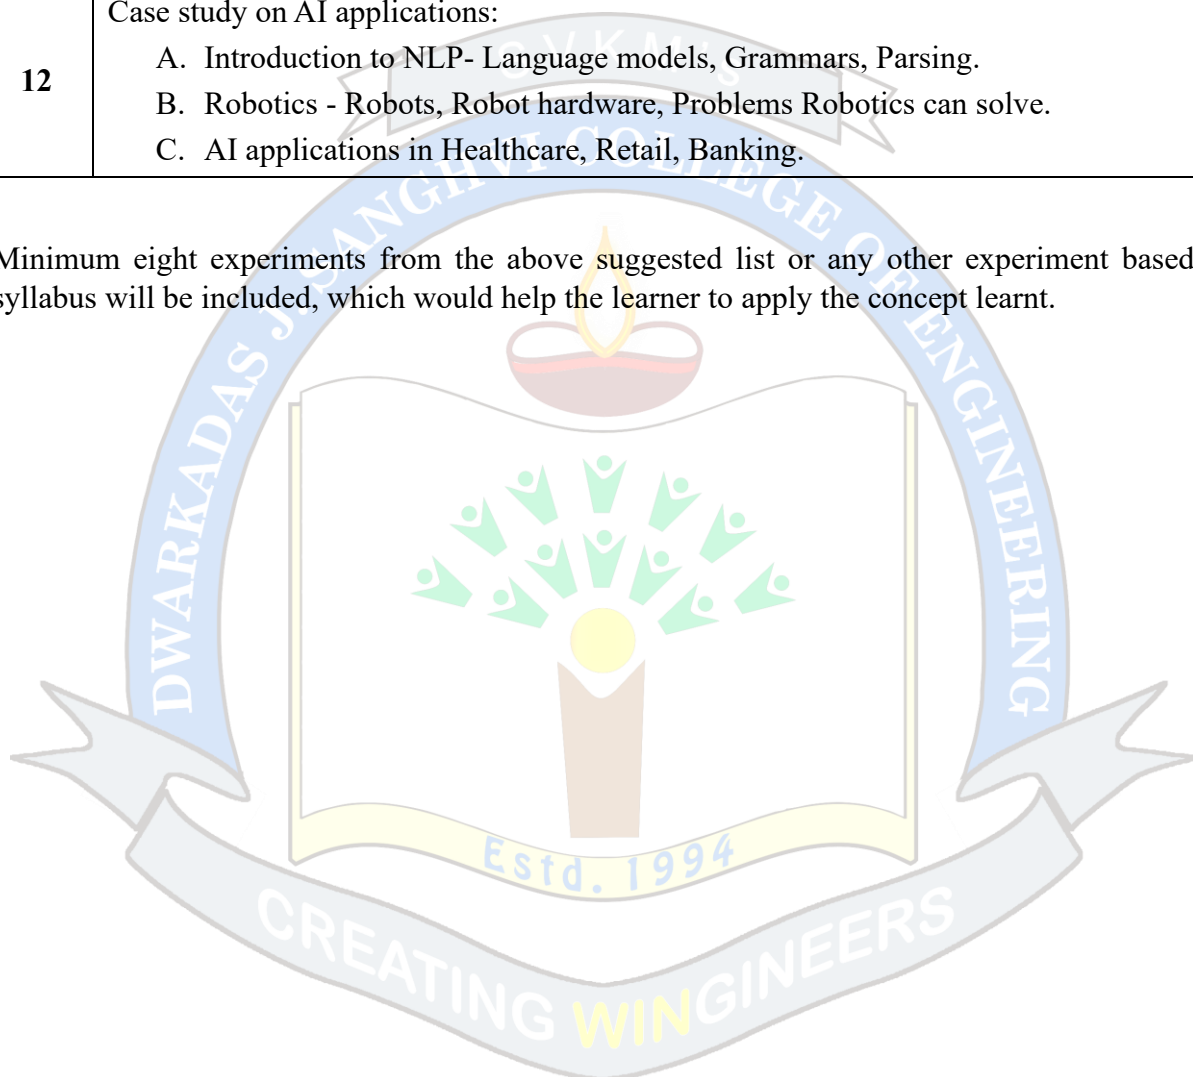 Case study on AI applications:
12
A. Introduction to NLP- Language models, Grammars, Parsing.
B. Robotics - Robots, Robot hardware, Problems Robotics can solve.
C. AI applications in Healthcare, Retail, Banking.
Minimum eight experiments from the above suggested list or any other experiment based
syllabus will be included, which would help the learner to apply the concept learnt.
S V K M ' s
DWARKADAS J. SANGHVI COLLEGE OF ENGINEERING
Estd. 1994
CREATING WINGINEERS